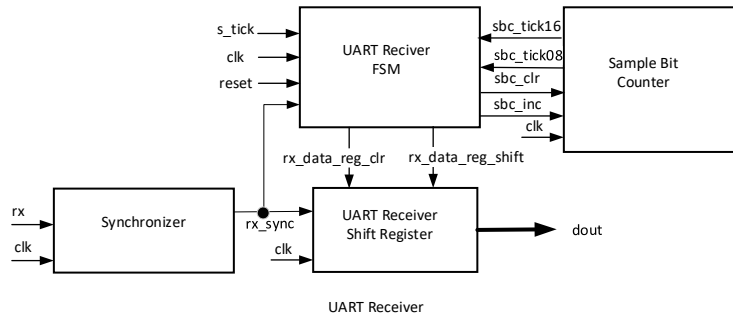 s_tick
clk
reset
UART Reciver
FSM
sbc_tick16
sbc_tick08
sbc_clr
sbc_inc
clk
Sample Bit
Counter
rx_data_reg_clr
rx_data_reg_shift
rx
clk
Synchronizer
rx_sync
clk
UART Receiver
Shift Register
dout
UART Receiver